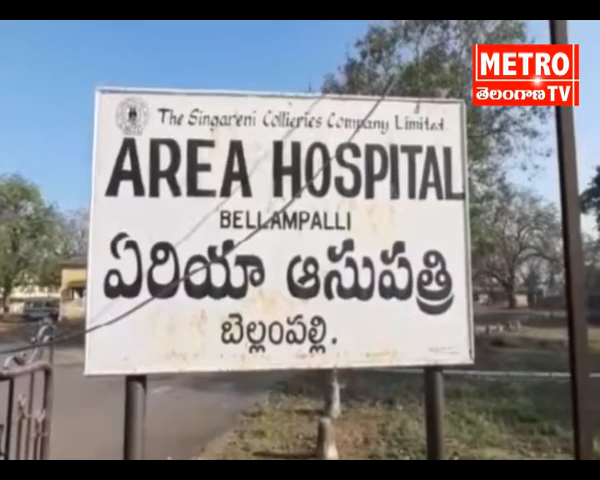 METRO
తెలంగాణ TV
The Singareni Collieries Company Limited
AREA HOSPITAL
BELLAMPALLI
ఏరియా ఆసుపత్రి
బెల్లంపల్లి.